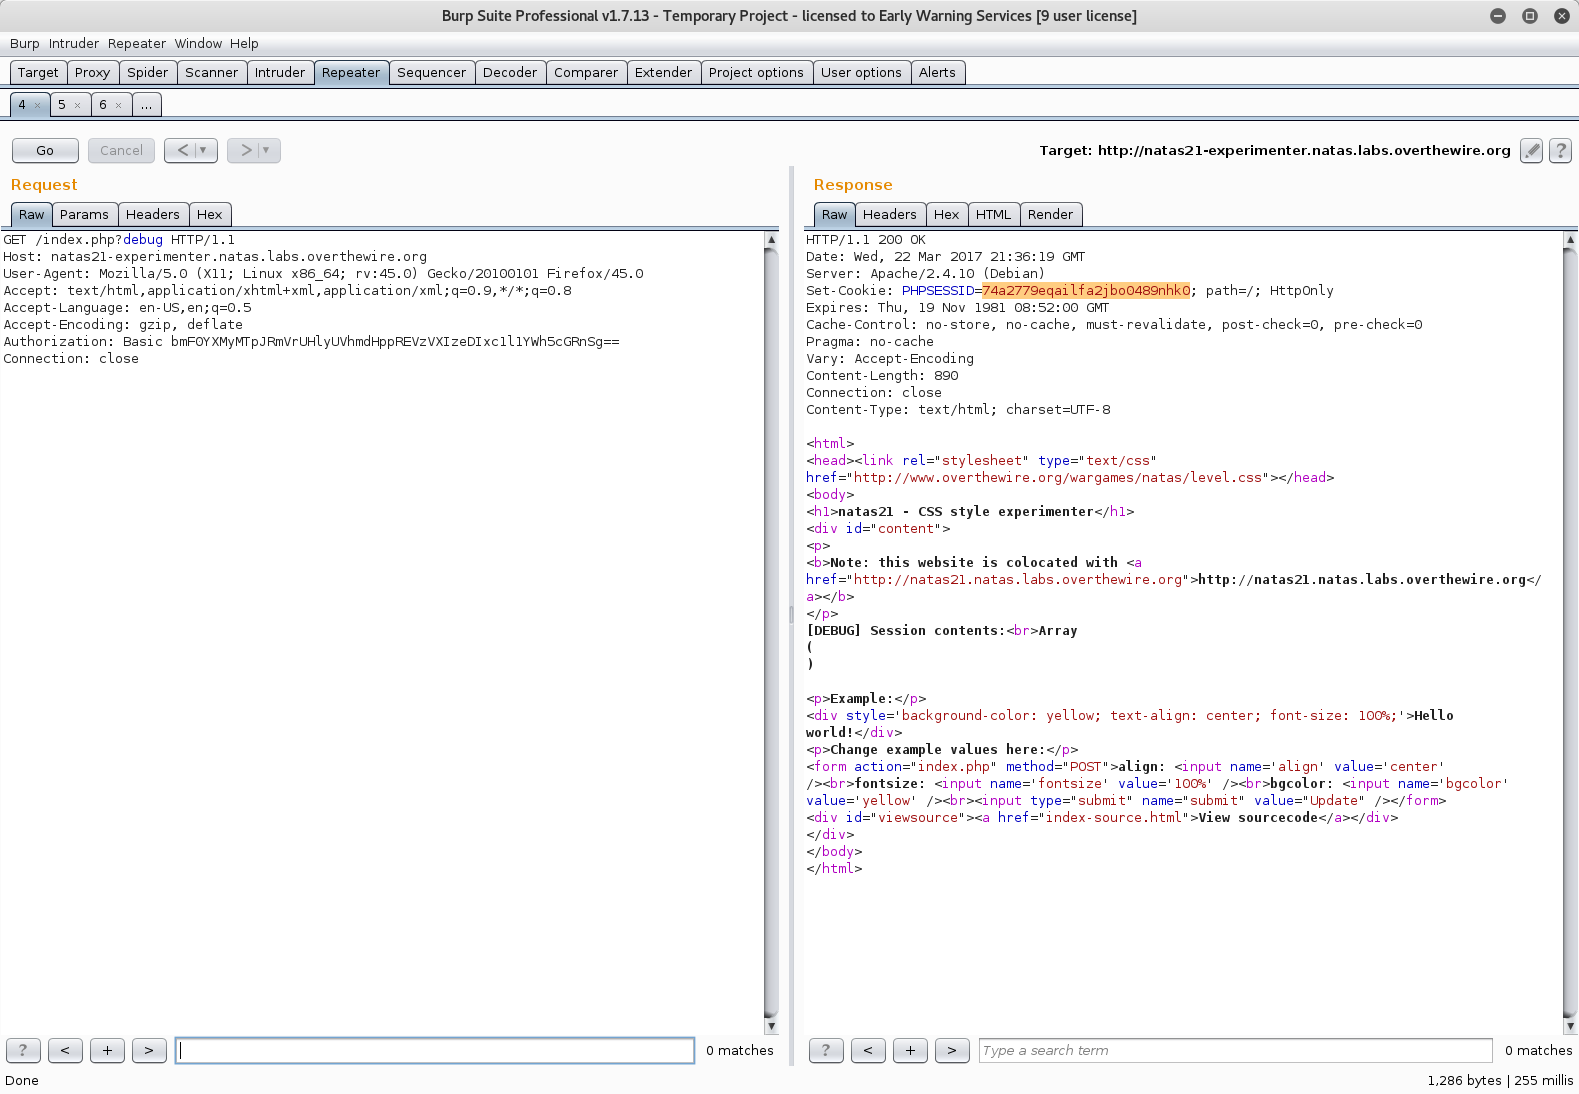 Burp Suite Professional v1.7.13 - Temporary Project - licensed to Early Warning Services [9 user license]
Burp Intruder Repeater Window Help
Target Proxy Spider Scanner Intruder Repeater Sequencer Decoder Comparer Extender Project options User options Alerts
4 × 5 × 6 × ...
Go Cancel < ▼ > ▼ Target: http://natas21-experimenter.natas.labs.overthewire.org ?
Request
Raw Params Headers Hex
GET /index.php?debug HTTP/1.1
Host: natas21-experimenter.natas.labs.overthewire.org
User-Agent: Mozilla/5.0 (X11; Linux x86_64; rv:45.0) Gecko/20100101 Firefox/45.0
Accept: text/html,application/xhtml+xml,application/xml;q=0.9,*/*;q=0.8
Accept-Language: en-US,en;q=0.5
Accept-Encoding: gzip, deflate
Authorization: Basic bmF0YXMyMTpJRmVrUHlyUVhmdHppREVzVXIzeDIxc1l1YWh5cGRnSg==
Connection: close
? < + > 0 matches
Response
Raw Headers Hex HTML Render
HTTP/1.1 200 OK
Date: Wed, 22 Mar 2017 21:36:19 GMT
Server: Apache/2.4.10 (Debian)
Set-Cookie: PHPSESSID=74a2779eqailfa2jbo0489nhk0; path=/; HttpOnly
Expires: Thu, 19 Nov 1981 08:52:00 GMT
Cache-Control: no-store, no-cache, must-revalidate, post-check=0, pre-check=0
Pragma: no-cache
Vary: Accept-Encoding
Content-Length: 890
Connection: close
Content-Type: text/html; charset=UTF-8
<html>
<head><link rel="stylesheet" type="text/css"
href="http://www.overthewire.org/wargames/natas/level.css"></head>
<body>
<h1>natas21 - CSS style experimenter</h1>
<div id="content">
<p>
<b>Note: this website is colocated with <a
href="http://natas21.natas.labs.overthewire.org">http://natas21.natas.labs.overthewire.org</
a></b>
</p>
[DEBUG] Session contents:<br>Array
(
)
<p>Example:</p>
<div style='background-color: yellow; text-align: center; font-size: 100%;'>Hello
world!</div>
<p>Change example values here:</p>
<form action="index.php" method="POST">align: <input name='align' value='center'
/><br>fontsize: <input name='fontsize' value='100%' /><br>bgcolor: <input name='bgcolor'
value='yellow' /><br><input type="submit" name="submit" value="Update" /></form>
<div id="viewsource"><a href="index-source.html">View sourcecode</a></div>
</div>
</body>
</html>
? < + > Type a search term 0 matches
Done 1,286 bytes | 255 millis